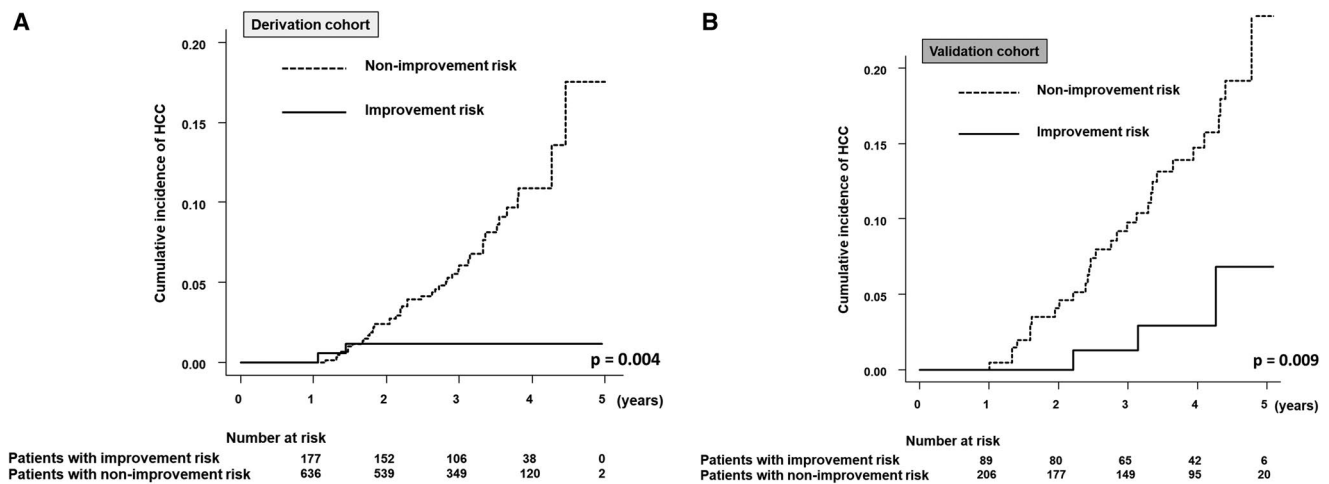 A
Derivation cohort
Non-improvement risk
Improvement risk
Cumulative incidence of HCC
0.20
0.15
0.10
0.05
0.00
p = 0.004
0 1 2 3 4 5 (years)
Number at risk
Patients with improvement risk 177 152 106 38 0
Patients with non-improvement risk 636 539 349 120 2
B
Validation cohort
Non-improvement risk
Improvement risk
Cumulative incidence of HCC
0.20
0.15
0.10
0.05
0.00
p = 0.009
0 1 2 3 4 5 (years)
Number at risk
Patients with improvement risk 89 80 65 42 6
Patients with non-improvement risk 206 177 149 95 20